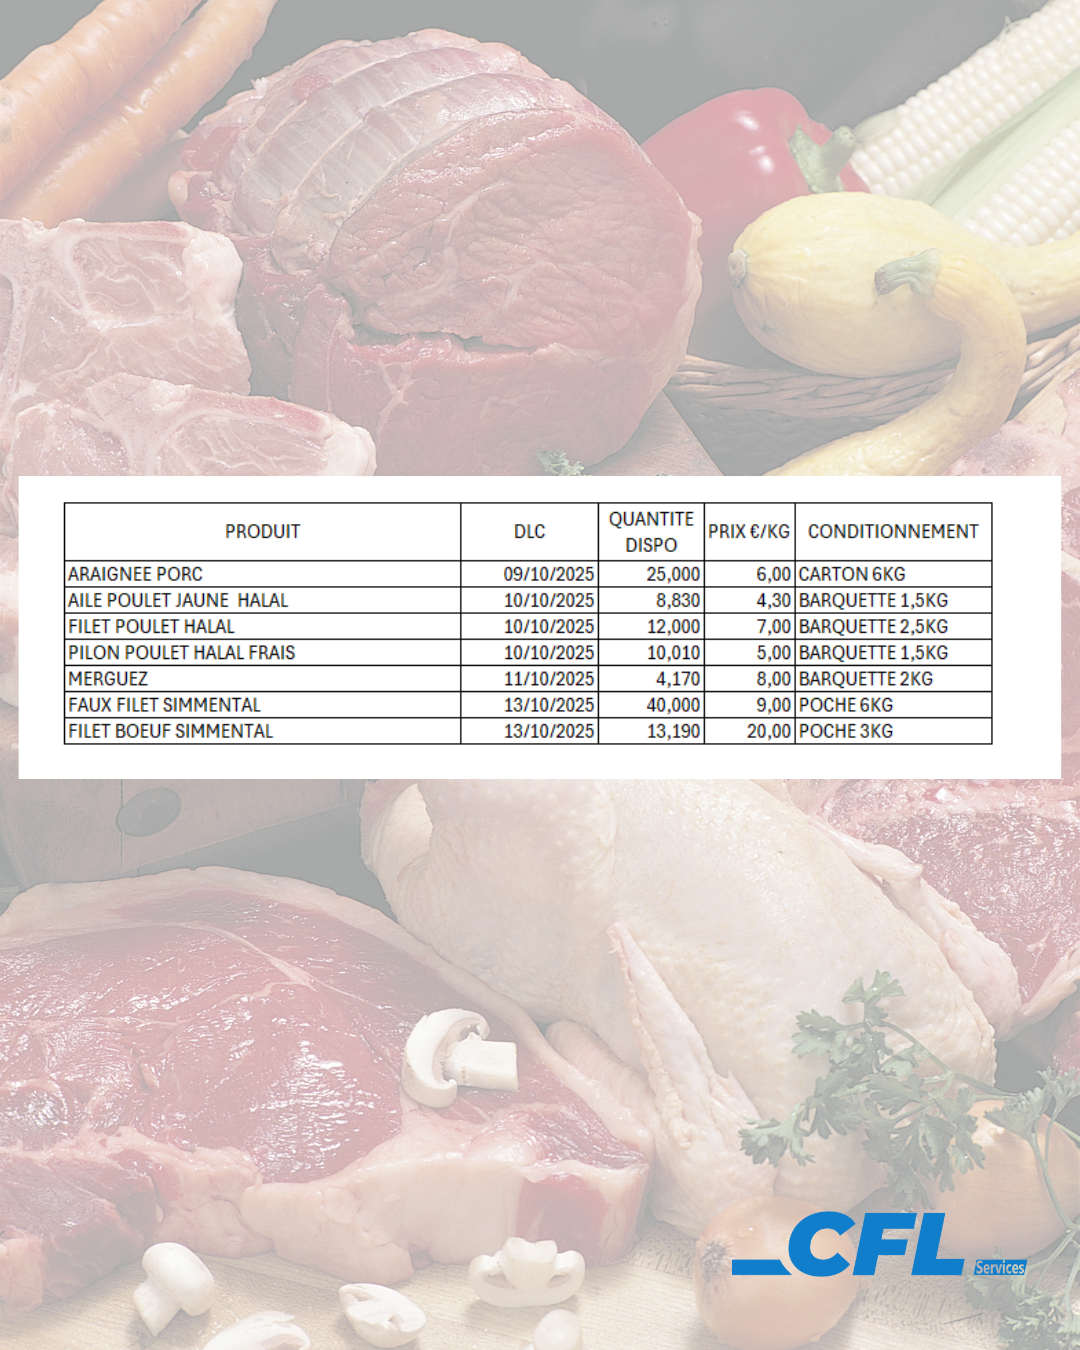 PRODUIT DLC QUANTITE DISPO PRIX €/KG CONDITIONNEMENT
ARAIGNEE PORC 09/10/2025 25,000 6,00 CARTON 6KG
AILE POULET JAUNE  HALAL 10/10/2025 8,830 4,30 BARQUETTE 1,5KG
FILET POULET HALAL 10/10/2025 12,000 7,00 BARQUETTE 2,5KG
PILON POULET HALAL FRAIS 10/10/2025 10,010 5,00 BARQUETTE 1,5KG
MERGUEZ 11/10/2025 4,170 8,00 BARQUETTE 2KG
FAUX FILET SIMMENTAL 13/10/2025 40,000 9,00 POCHE 6KG
FILET BOEUF SIMMENTAL 13/10/2025 13,190 20,00 POCHE 3KG
CFL Services